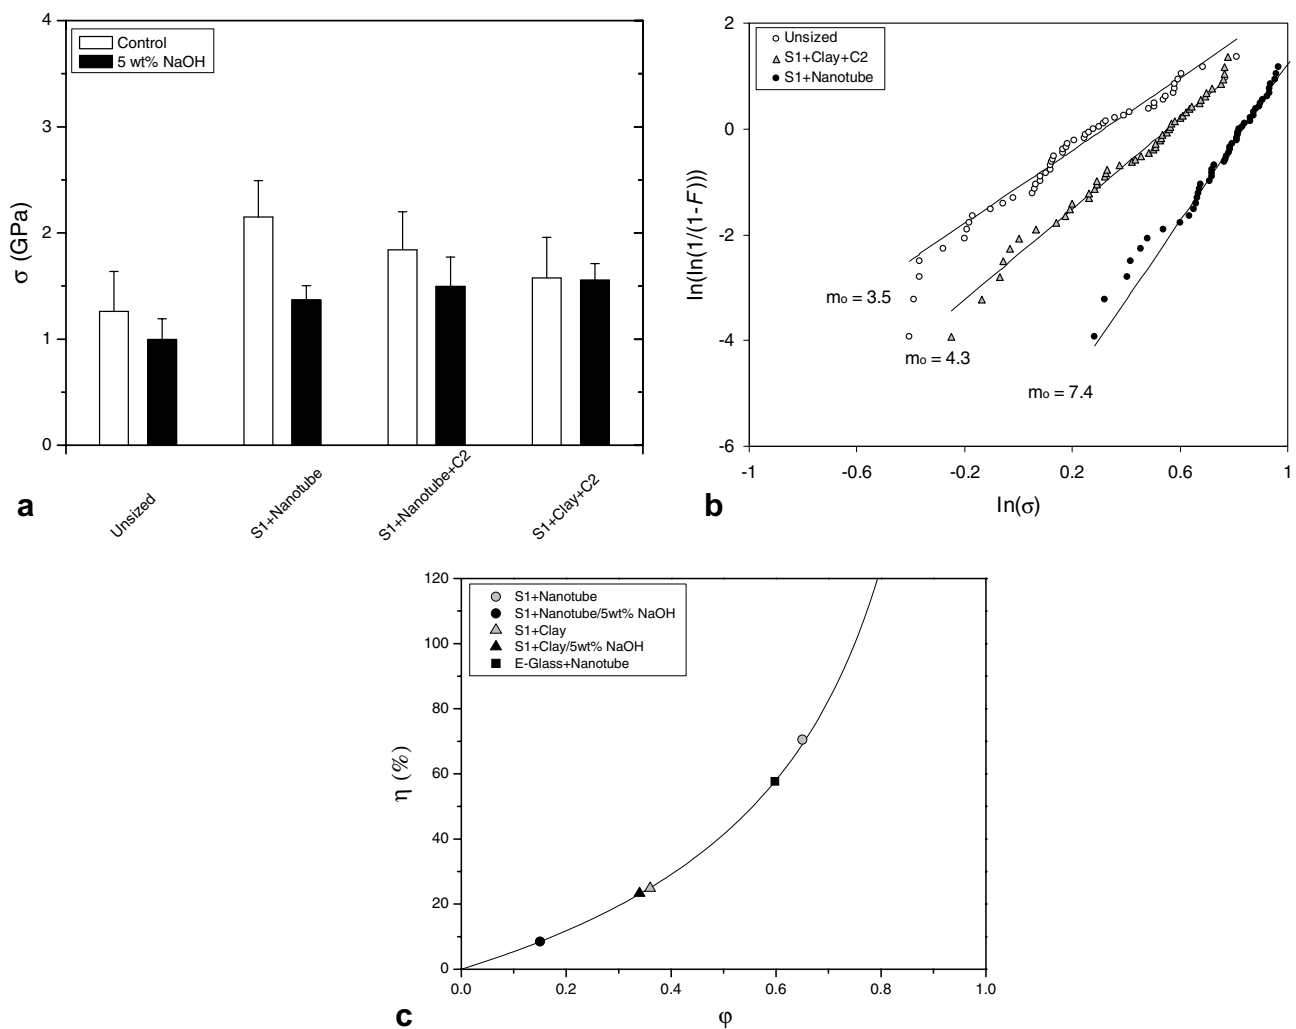 4
3
2
1
0
σ (GPa)
Control
5 wt% NaOH
Unsized
S1+Nanotube
S1+Nanotube+C2
S1+Clay+C2
a
2
0
-2
-4
-6
ln(ln(1/(1-F)))
Unsized
S1+Clay+C2
S1+Nanotube
mo = 3.5
mo = 4.3
mo = 7.4
-1
-0.6
-0.2
0.2
0.6
1
ln(σ)
b
120
100
80
60
40
20
0
η (%)
S1+Nanotube
S1+Nanotube/5wt% NaOH
S1+Clay
S1+Clay/5wt% NaOH
E-Glass+Nanotube
0.0
0.2
0.4
0.6
0.8
1.0
φ
c